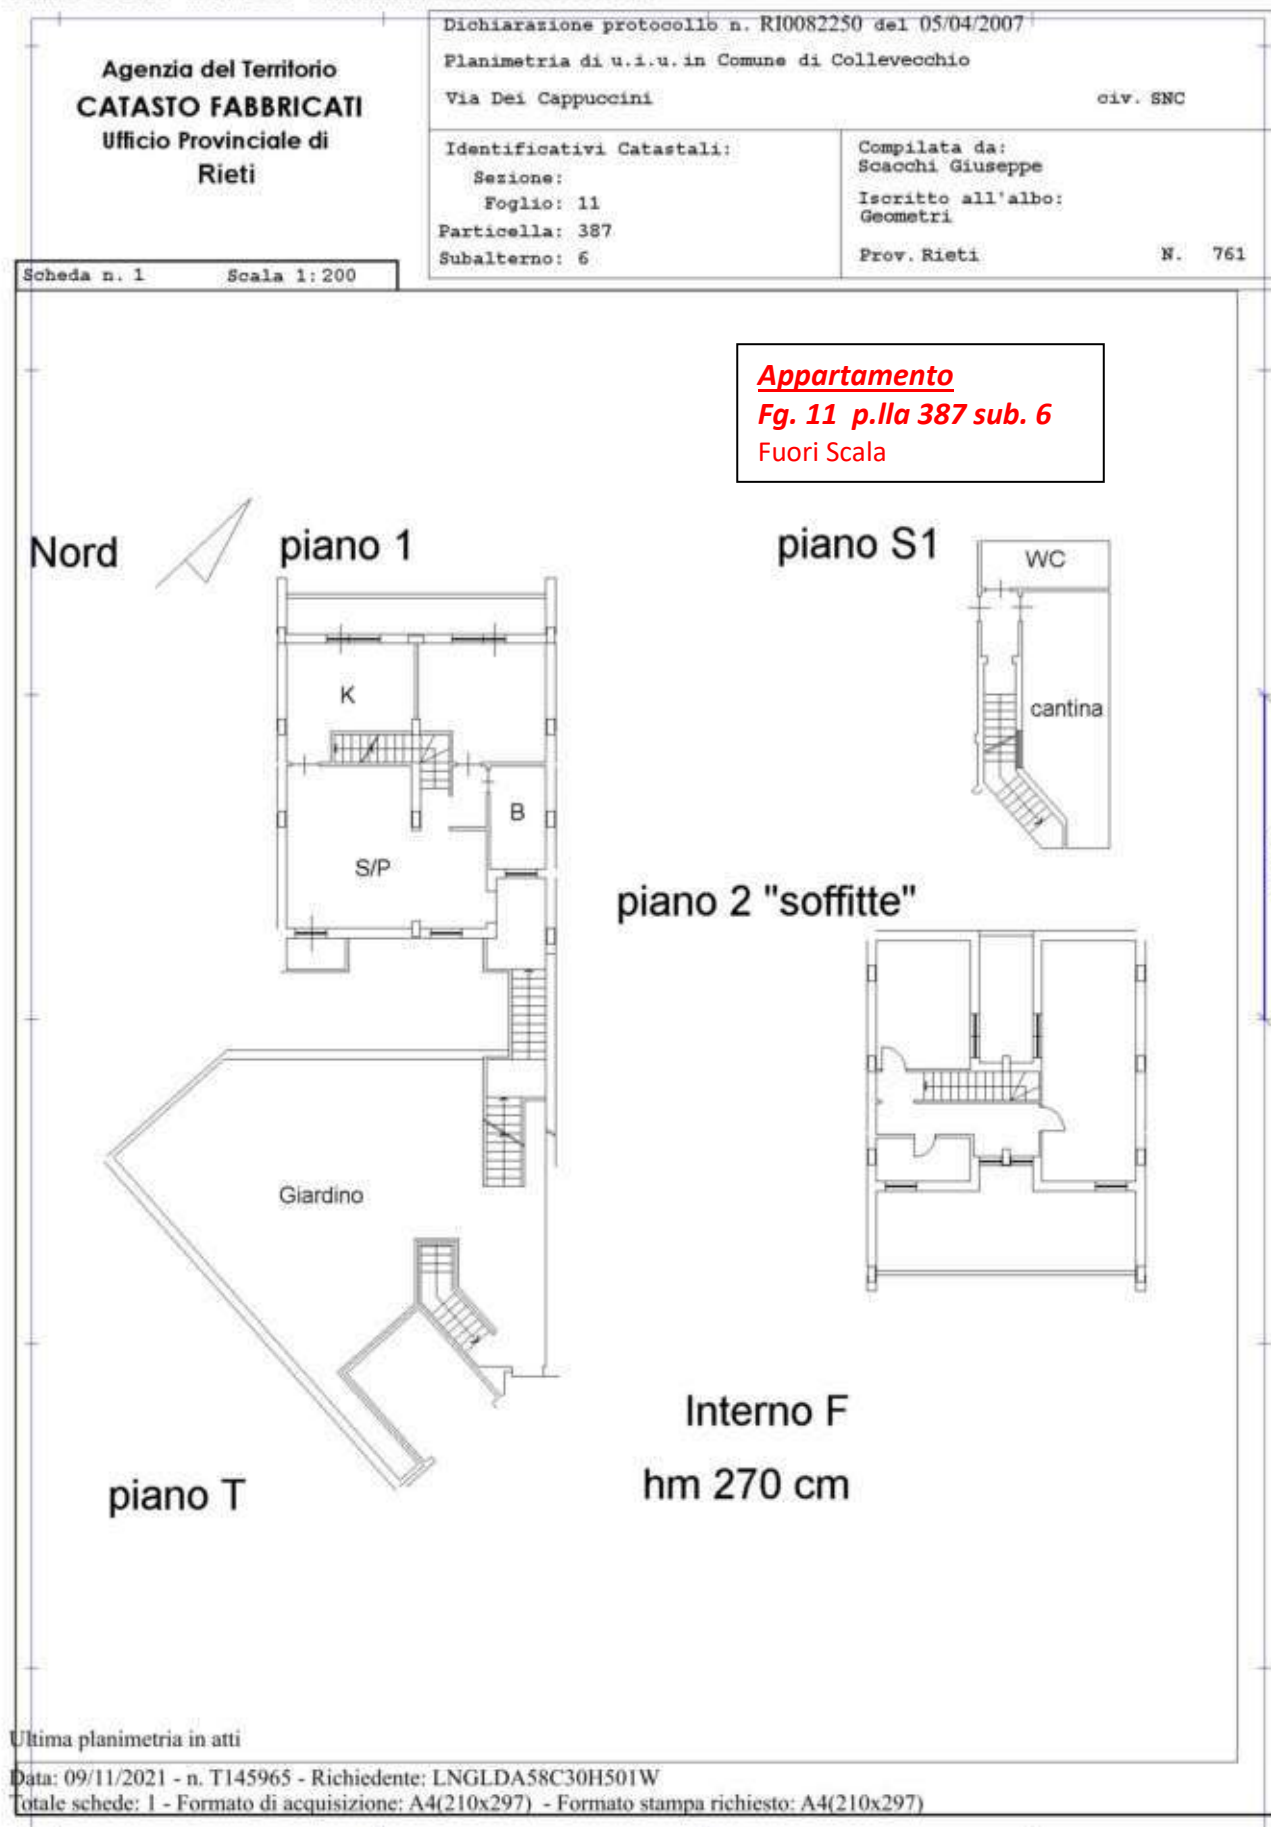 Agenzia del Territorio
CATASTO FABBRICATI
Ufficio Provinciale di
Rieti
Dichiarazione protocollo n. RI0082250 del 05/04/2007
Planimetria di u.i.u. in Comune di Collevecchio
Via Dei Cappuccini civ. SNC
Identificativi Catastali:
Sezione:
Foglio: 11
Particella: 387
Subalterno: 6
Compilata da:
Scacchi Giuseppe
Iscritto all'albo:
Geometri
Prov. Rieti N. 761
Scheda n. 1 Scala 1:200
Appartamento
Fg. 11 p.lla 387 sub. 6
Fuori Scala
Nord
piano 1
piano S1
WC
K
cantina
B
S/P
piano 2 "soffitte"
Giardino
Interno F
hm 270 cm
piano T
Ultima planimetria in atti
Data: 09/11/2021 - n. T145965 - Richiedente: LNGLDA58C30H501W
Totale schede: 1 - Formato di acquisizione: A4(210x297) - Formato stampa richiesto: A4(210x297)